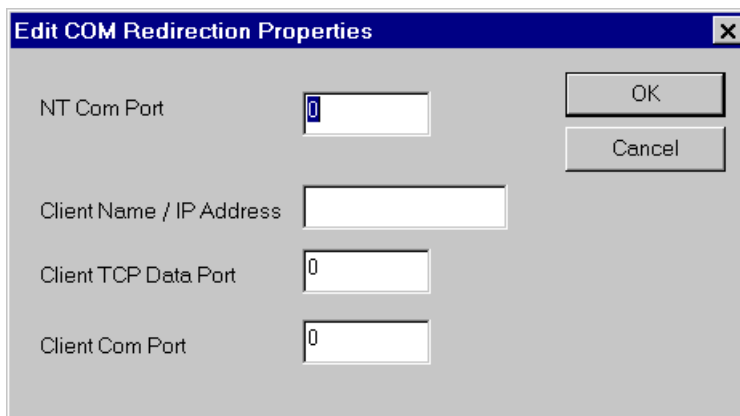 Edit COM Redirection Properties
NT Com Port
0
OK
Cancel
Client Name / IP Address
Client TCP Data Port
0
Client Com Port
0